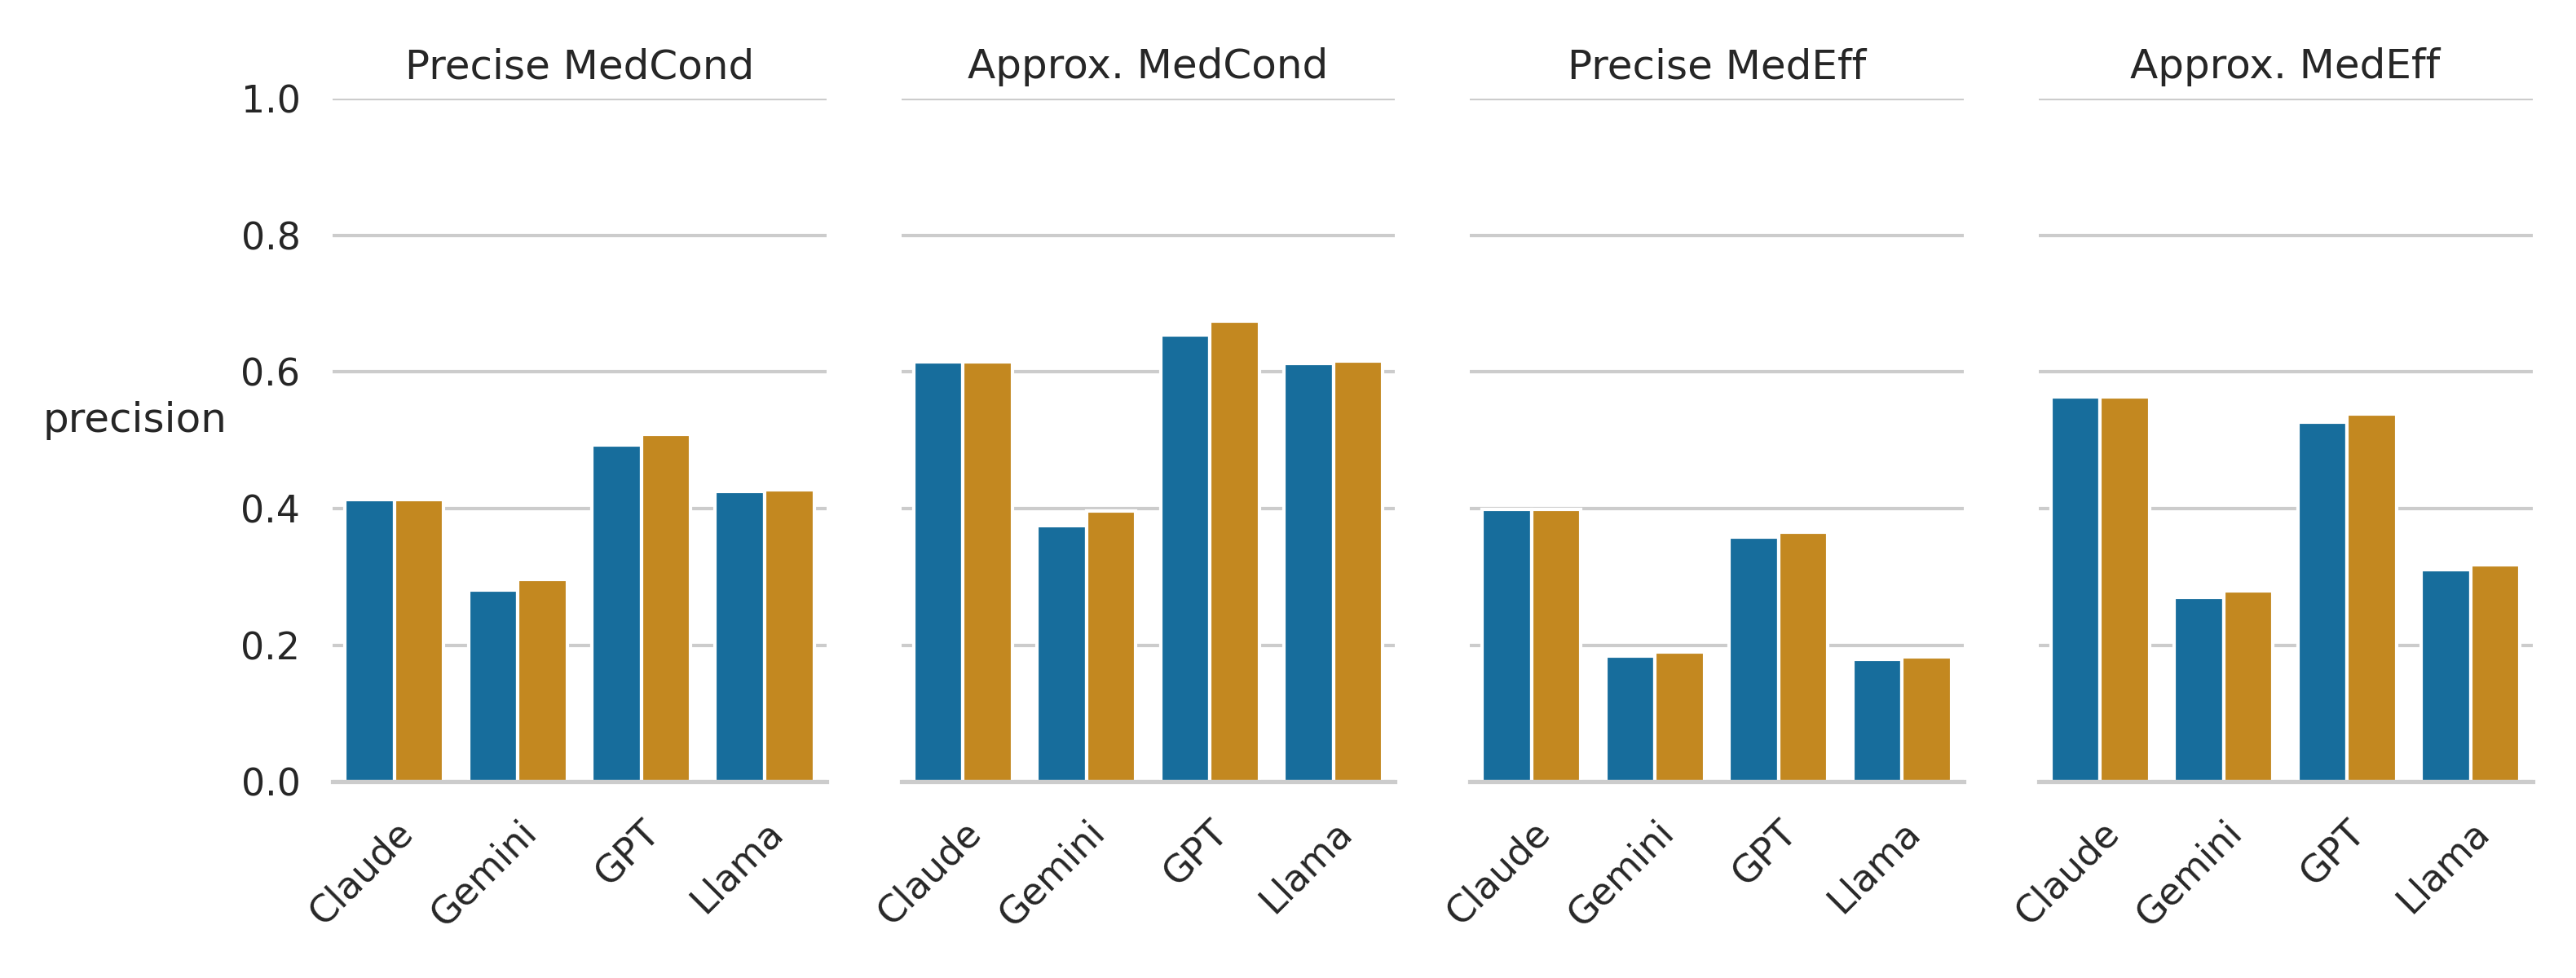 Precise MedCond
Approx. MedCond
Precise MedEff
Approx. MedEff
1.0
0.8
0.6
precision
0.4
0.2
0.0
Claude
Gemini
GPT
Llama
Claude
Gemini
GPT
Llama
Claude
Gemini
GPT
Llama
Claude
Gemini
GPT
Llama